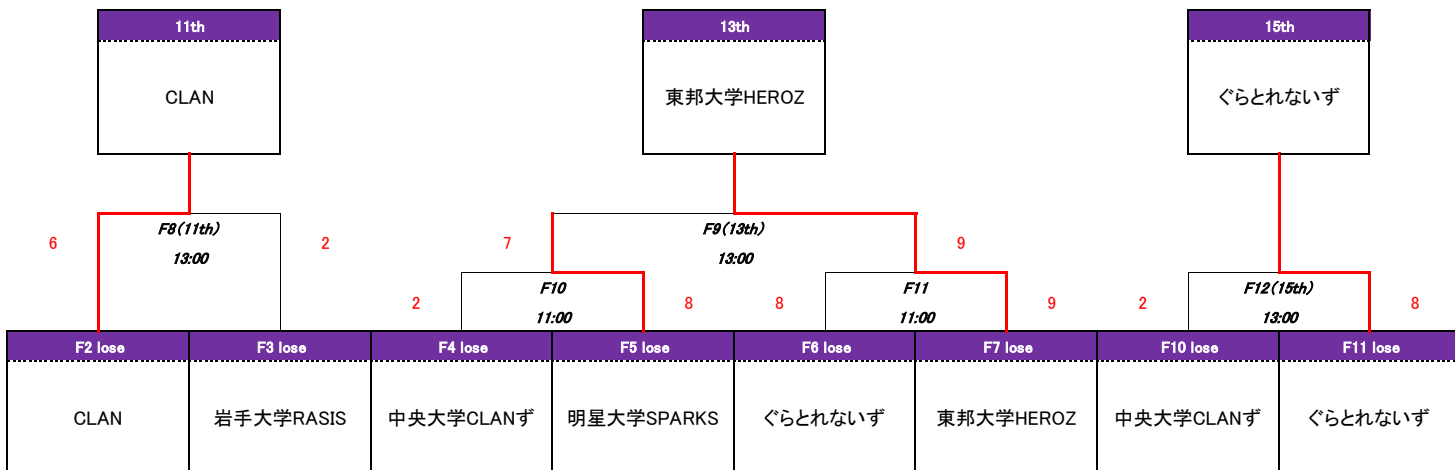 11th
13th
15th
CLAN
東邦大学HEROZ
ぐらとれないず
F8(11th)
13:00
F9(13th)
13:00
6
2
7
9
F10
11:00
F11
11:00
F12(15th)
13:00
2
8
8
9
2
8
F2 lose
F3 lose
F4 lose
F5 lose
F6 lose
F7 lose
F10 lose
F11 lose
CLAN
岩手大学RASIS
中央大学CLANず
明星大学SPARKS
ぐらとれないず
東邦大学HEROZ
中央大学CLANず
ぐらとれないず